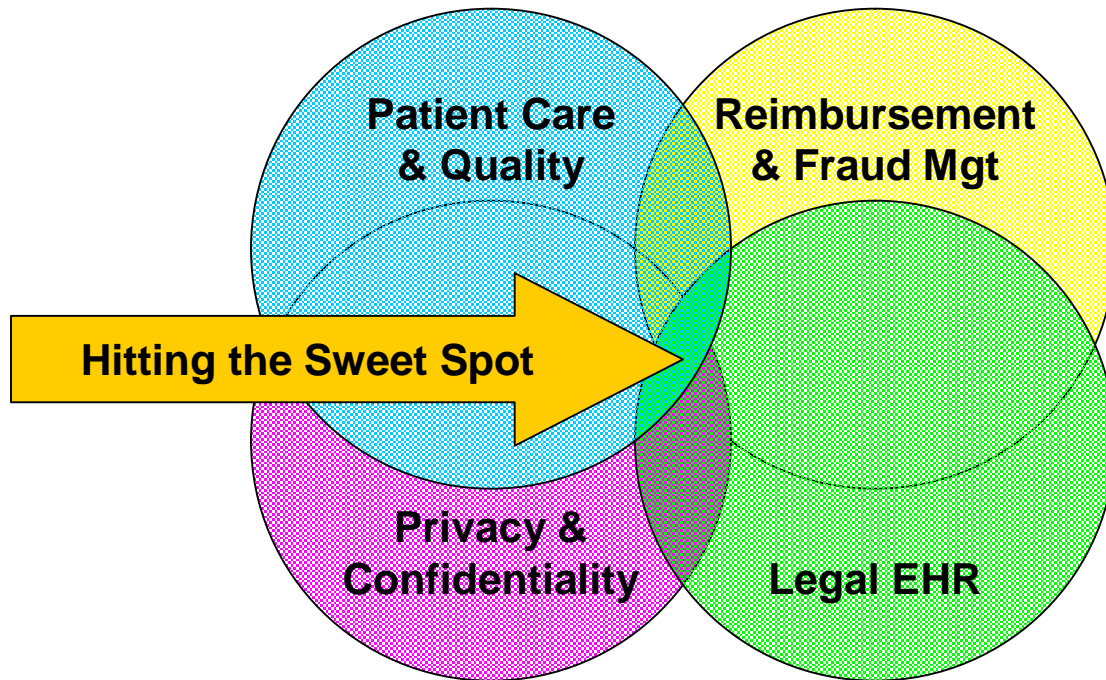 Patient Care
& Quality
Reimbursement
& Fraud Mgt
Hitting the Sweet Spot
Privacy &
Confidentiality
Legal EHR